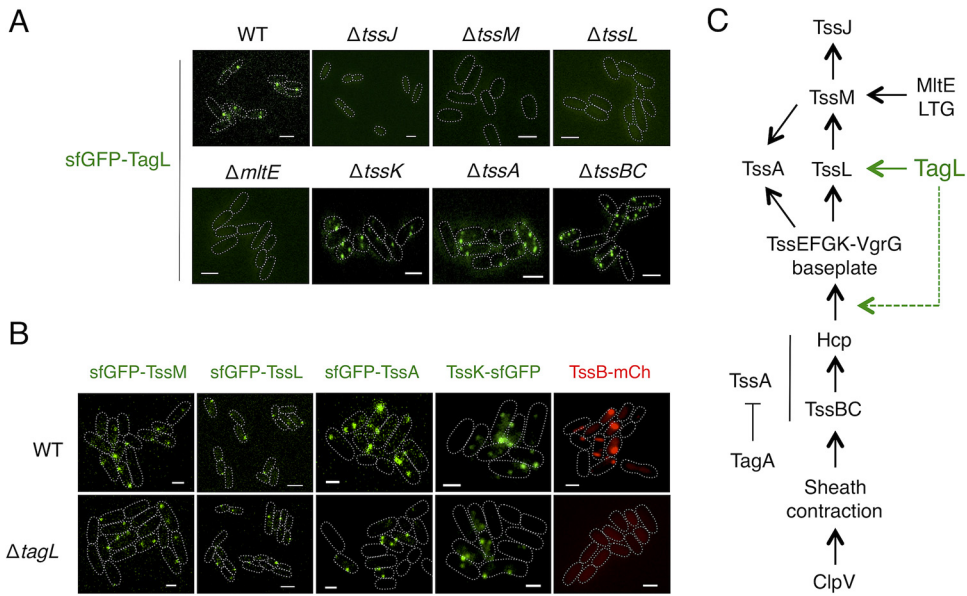 A
WT
ΔtssJ
ΔtssM
ΔtssL
sfGFP-TagL
ΔmltE
ΔtssK
ΔtssA
ΔtssBC
B
sfGFP-TssM
sfGFP-TssL
sfGFP-TssA
TssK-sfGFP
TssB-mCh
WT
ΔtagL
C
TssJ
TssM
MltE
LTG
TssA
TssL
TagL
TssEFGK-VgrG
baseplate
Hcp
TssA
TssBC
TagA
Sheath
contraction
ClpV